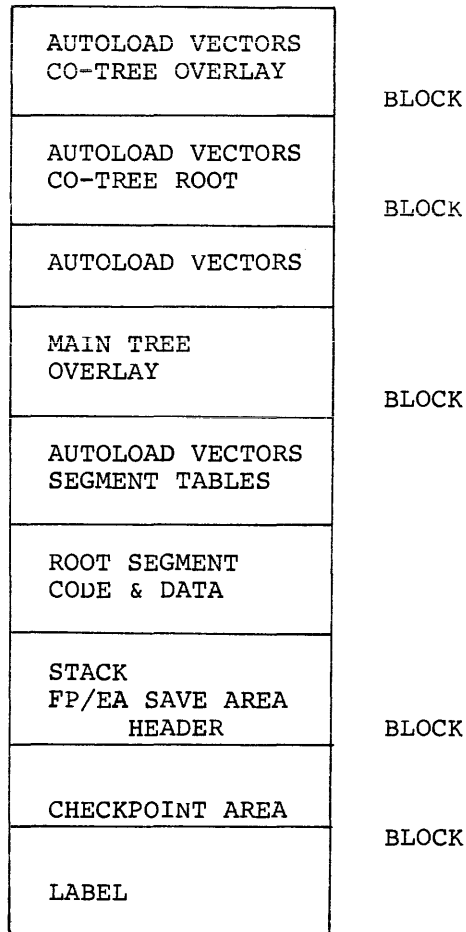 AUTOLOAD VECTORS
CO-TREE OVERLAY
BLOCK
AUTOLOAD VECTORS
CO-TREE ROOT
BLOCK
AUTOLOAD VECTORS
MAIN TREE
OVERLAY
BLOCK
AUTOLOAD VECTORS
SEGMENT TABLES
ROOT SEGMENT
CODE & DATA
STACK
FP/EA SAVE AREA
HEADER
BLOCK
CHECKPOINT AREA
BLOCK
LABEL